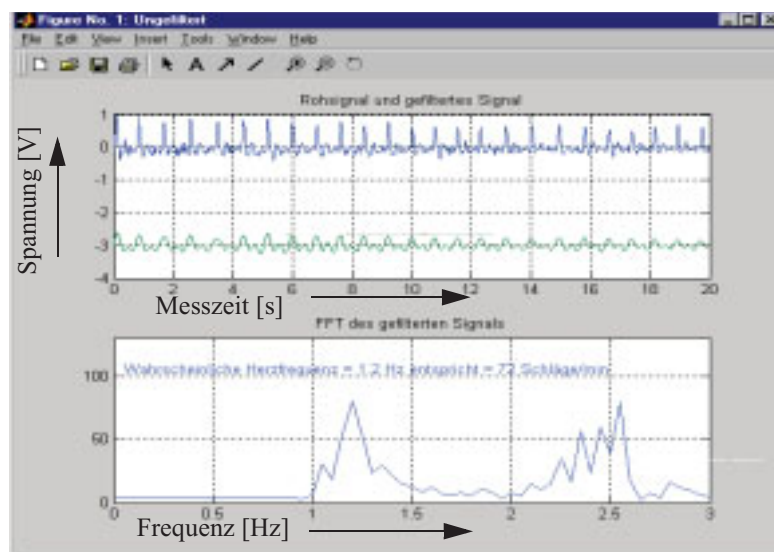 Figure No. 1: Ungefiltert
File Edit View Insert Tools Window Help
Rohsignal und gefiltertes Signal
Spannung [V]
1
0
-1
-2
-3
-4
0 2 4 6 8 10 12 14 16 18 20
Messzeit [s]
FFT des gefilterten Signals
Wahrscheinliche Herzfrequenz = 1.2 Hz entspricht = 72 Schläge/min
100
50
0
0 0.5 1 1.5 2 2.5 3
Frequenz [Hz]